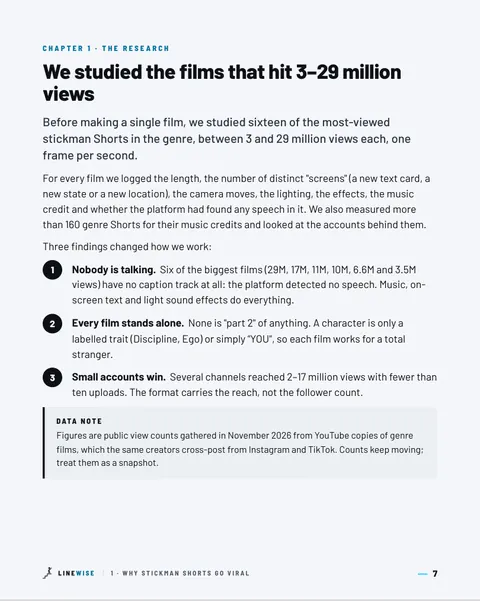 CHAPTER 1 · THE RESEARCH
We studied the films that hit 3–29 million
views
Before making a single film, we studied sixteen of the most-viewed
stickman Shorts in the genre, between 3 and 29 million views each, one
frame per second.
For every film we logged the length, the number of distinct "screens" (a new text card, a
new state or a new location), the camera moves, the lighting, the effects, the music
credit and whether the platform had found any speech in it. We also measured more
than 160 genre Shorts for their music credits and looked at the accounts behind them.
Three findings changed how we work:
1 Nobody is talking. Six of the biggest films (29M, 17M, 11M, 10M, 6.6M and 3.5M
views) have no caption track at all: the platform detected no speech. Music, on-
screen text and light sound effects do everything.
2 Every film stands alone. None is "part 2" of anything. A character is only a
labelled trait (Discipline, Ego) or simply "YOU", so each film works for a total
stranger.
3 Small accounts win. Several channels reached 2–17 million views with fewer than
ten uploads. The format carries the reach, not the follower count.
DATA NOTE
Figures are public view counts gathered in November 2026 from YouTube copies of genre
films, which the same creators cross-post from Instagram and TikTok. Counts keep moving;
treat them as a snapshot.
LINEWISE | 1 · WHY STICKMAN SHORTS GO VIRAL — 7